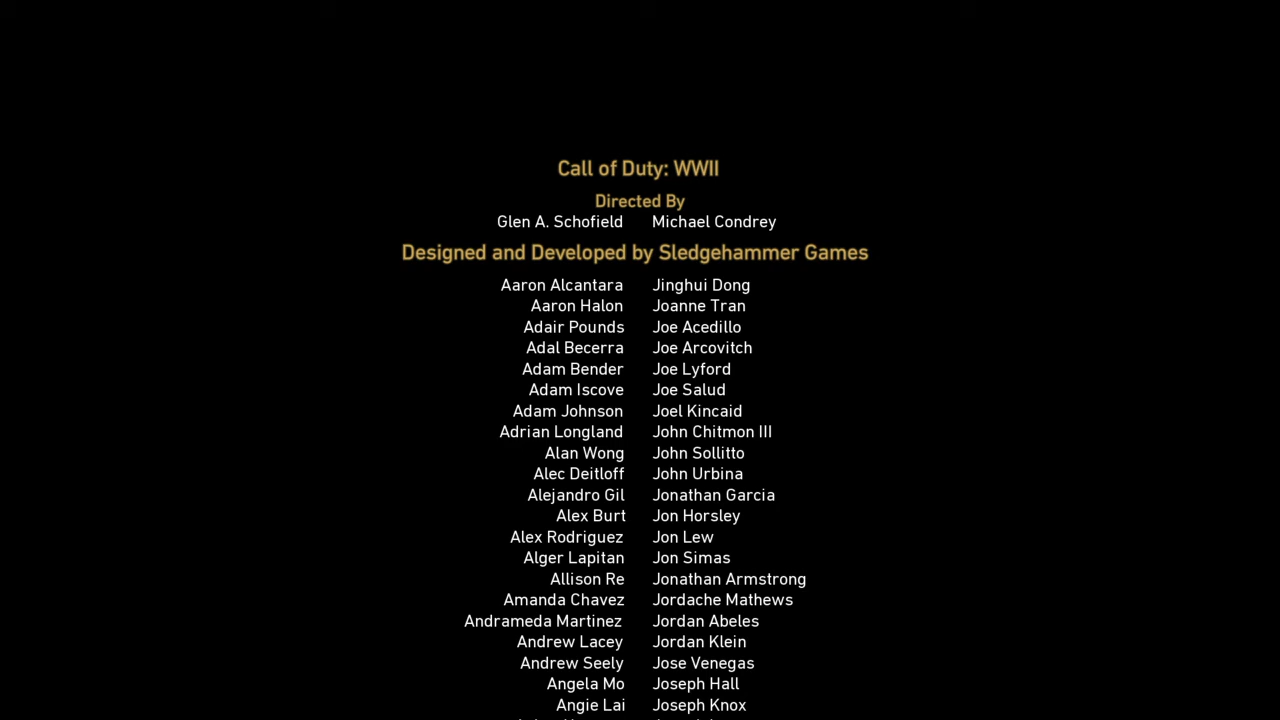 Call of Duty: WWII
Directed By
Glen A. Schofield Michael Condrey
Designed and Developed by Sledgehammer Games
Aaron Alcantara Jinghui Dong
Aaron Halon Joanne Tran
Adair Pounds Joe Acedillo
Adal Becerra Joe Arcovitch
Adam Bender Joe Lyford
Adam Iscove Joe Salud
Adam Johnson Joel Kincaid
Adrian Longland John Chitmon III
Alan Wong John Sollitto
Alec Deitloff John Urbina
Alejandro Gil Jonathan Garcia
Alex Burt Jon Horsley
Alex Rodriguez Jon Lew
Alger Lapitan Jon Simas
Allison Re Jonathan Armstrong
Amanda Chavez Jordache Mathews
Andrameda Martinez Jordan Abeles
Andrew Lacey Jordan Klein
Andrew Seely Jose Venegas
Angela Mo Joseph Hall
Angie Lai Joseph Knox